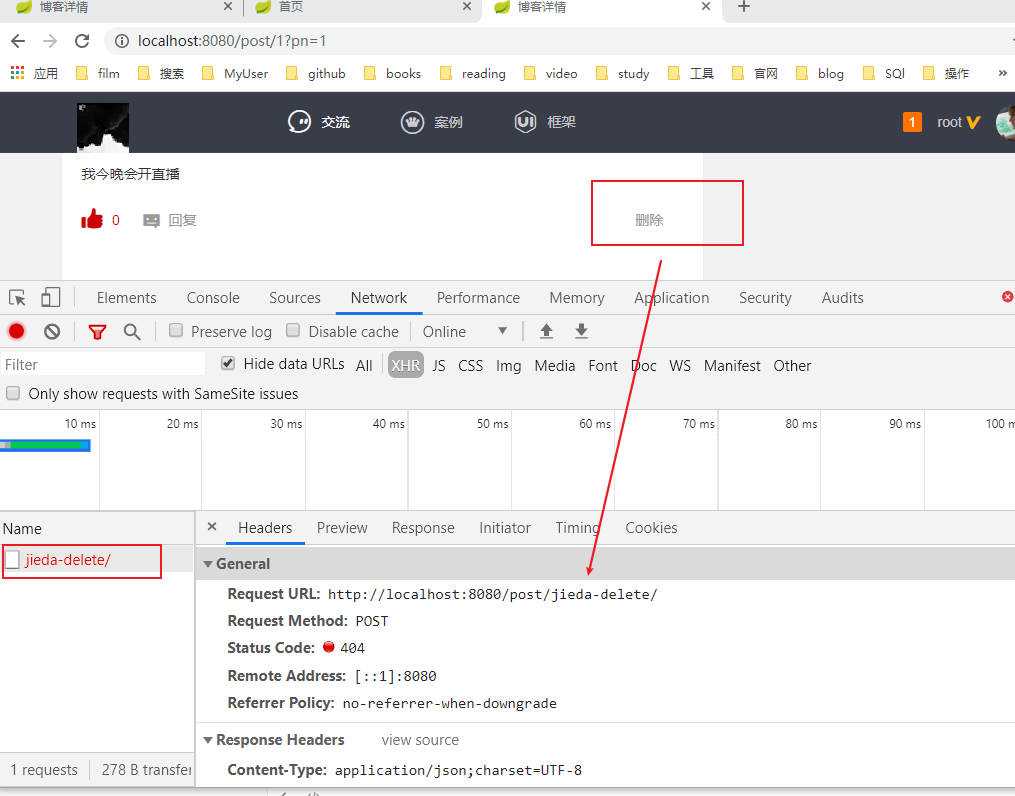 博客详情 首页 博客详情
localhost:8080/post/1?pn=1
应用 film 搜索 MyUser github books reading video study 工具 官网 blog SQl 操作 »
交流 案例 框架 1 root
我今晚会开直播
0 回复 删除
Elements Console Sources Network Performance Memory Application Security Audits
Preserve log Disable cache Online
Filter Hide data URLs All XHR JS CSS Img Media Font Doc WS Manifest Other
Only show requests with SameSite issues
10 ms 20 ms 30 ms 40 ms 50 ms 60 ms 70 ms 80 ms 90 ms 100 m
Name Headers Preview Response Initiator Timing Cookies
jieda-delete/
General
Request URL: http://localhost:8080/post/jieda-delete/
Request Method: POST
Status Code: 404
Remote Address: [::1]:8080
Referrer Policy: no-referrer-when-downgrade
Response Headers view source
1 requests 278 B transfer
Content-Type: application/json;charset=UTF-8